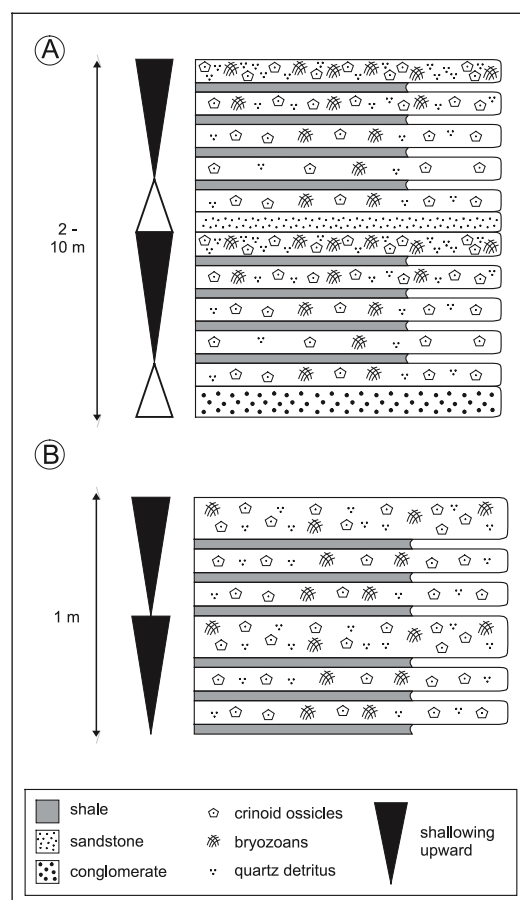 A
2 -
10 m
B
1 m
shale
sandstone
conglomerate
crinoid ossicles
bryozoans
quartz detritus
shallowing
upward